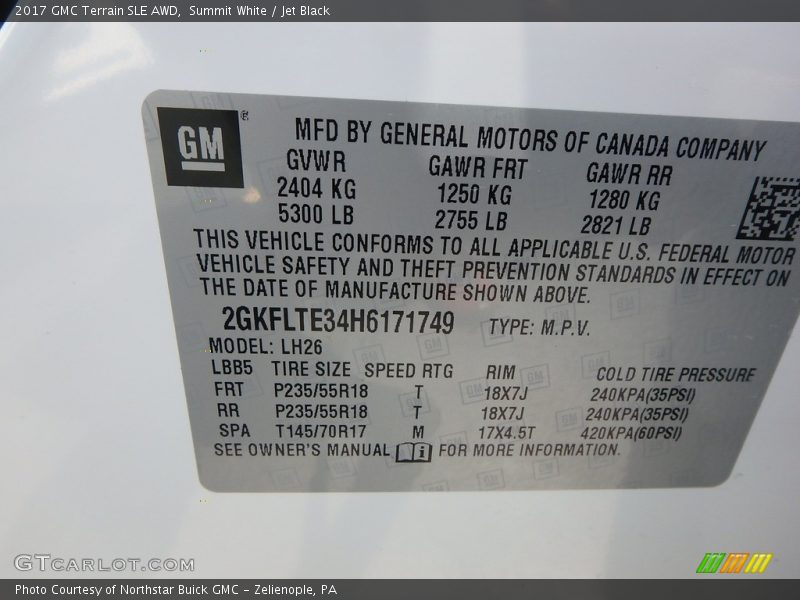 2017 GMC Terrain SLE AWD,  Summit White / Jet Black
GM®
MFD BY GENERAL MOTORS OF CANADA COMPANY
GVWR GAWR FRT GAWR RR
2404 KG 1250 KG 1280 KG
5300 LB 2755 LB 2821 LB
THIS VEHICLE CONFORMS TO ALL APPLICABLE U.S. FEDERAL MOTOR
VEHICLE SAFETY AND THEFT PREVENTION STANDARDS IN EFFECT ON
THE DATE OF MANUFACTURE SHOWN ABOVE.
2GKFLTE34H6171749 TYPE: M.P.V.
MODEL: LH26
LBB5 TIRE SIZE SPEED RTG RIM COLD TIRE PRESSURE
FRT P235/55R18 T 18X7J 240KPA(35PSI)
RR P235/55R18 T 18X7J 240KPA(35PSI)
SPA T145/70R17 M 17X4.5T 420KPA(60PSI)
SEE OWNER'S MANUAL i FOR MORE INFORMATION.
GTCARLOT.COM
Photo Courtesy of Northstar Buick GMC - Zelienople, PA